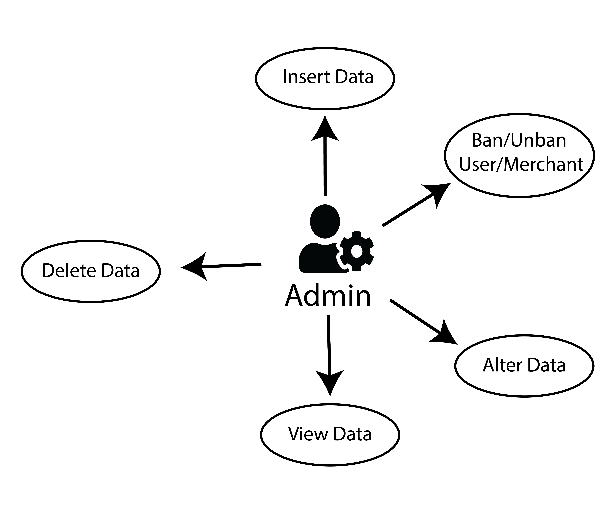 Insert Data
Ban/Unban
User/Merchant
Delete Data
Admin
Alter Data
View Data